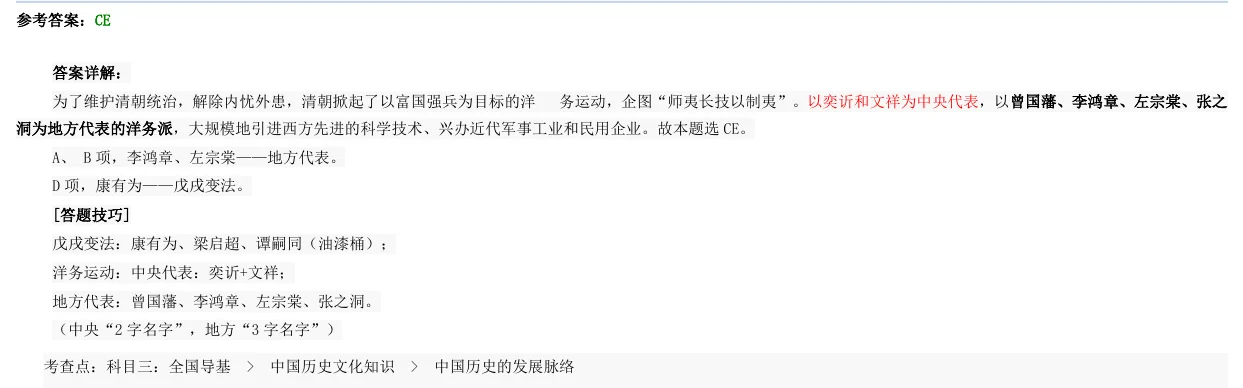 参考答案：CE
答案详解：
为了维护清朝统治，解除内忧外患，清朝掀起了以富国强兵为目标的洋 务运动，企图“师夷长技以制夷”。以奕䜣和文祥为中央代表，以曾国藩、李鸿章、左宗棠、张之
洞为地方代表的洋务派，大规模地引进西方先进的科学技术、兴办近代军事工业和民用企业。故本题选 CE。
A、 B 项，李鸿章、左宗棠——地方代表。
D 项，康有为——戊戌变法。
[答题技巧]
戊戌变法：康有为、梁启超、谭嗣同（油漆桶）；
洋务运动：中央代表：奕䜣+文祥；
地方代表：曾国藩、李鸿章、左宗棠、张之洞。
（中央“2 字名字”，地方“3 字名字”）
考查点：科目三：全国导基 > 中国历史文化知识 > 中国历史的发展脉络